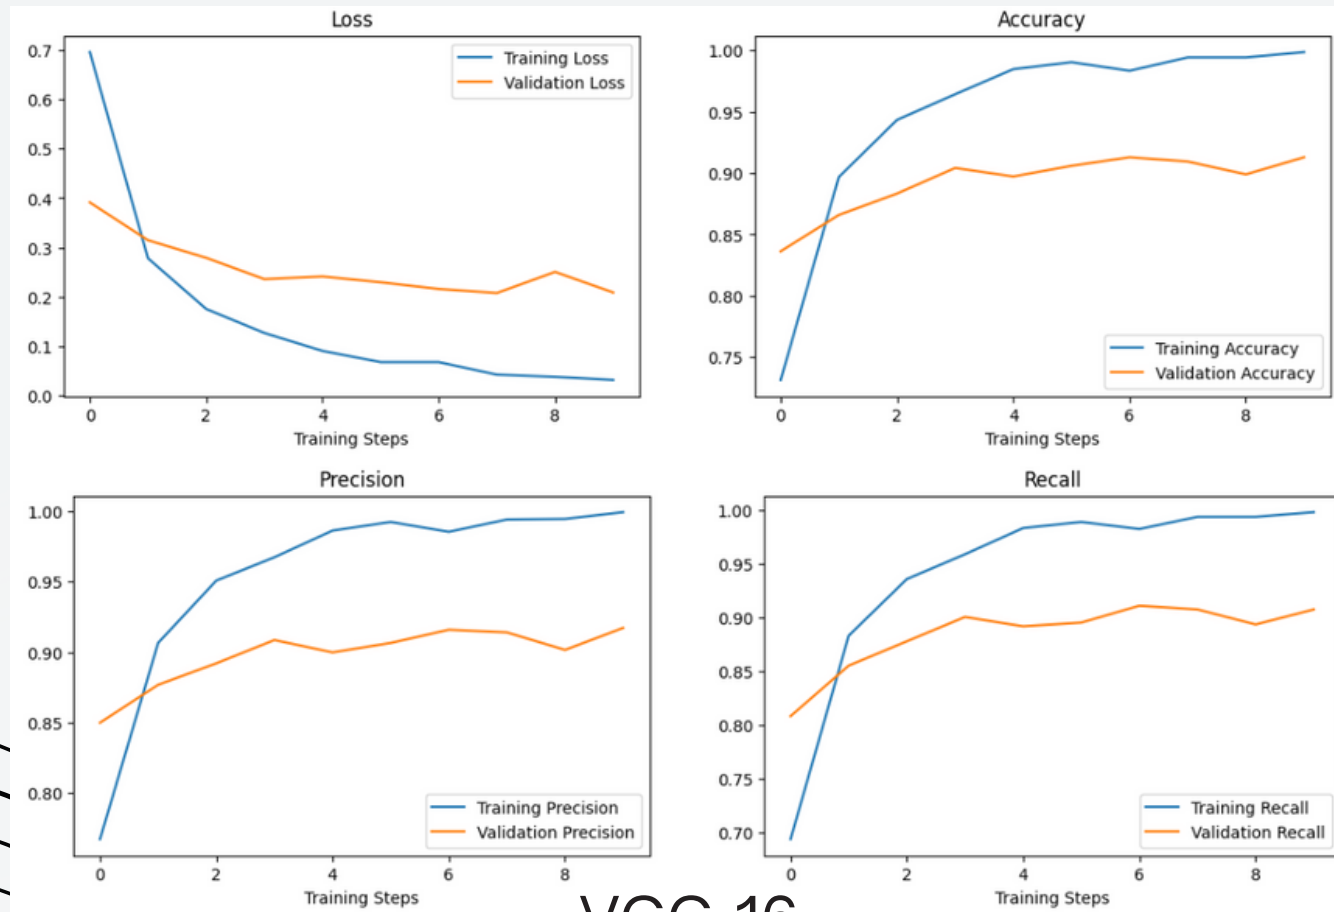 Loss
0.7
0.6
0.5
0.4
0.3
0.2
0.1
0.0
Training Loss
Validation Loss
0 2 4 6 8
Training Steps
Accuracy
1.00
0.95
0.90
0.85
0.80
0.75
Training Accuracy
Validation Accuracy
0 2 4 6 8
Training Steps
Precision
1.00
0.95
0.90
0.85
0.80
Training Precision
Validation Precision
0 2 4 6 8
Training Steps
Recall
1.00
0.95
0.90
0.85
0.80
0.75
0.70
Training Recall
Validation Recall
0 2 4 6 8
Training Steps
VGG 16